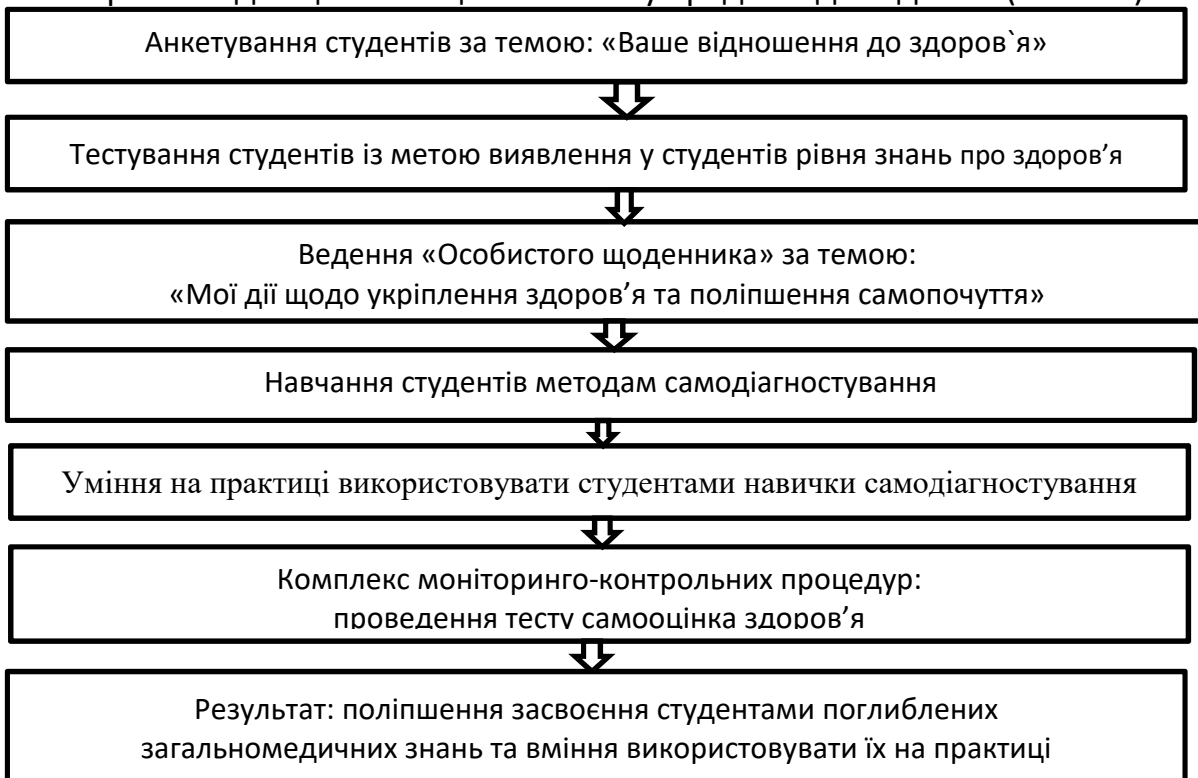 Анкетування студентів за темою: «Ваше відношення до здоров`я»
Тестування студентів із метою виявлення у студентів рівня знань про здоров’я
Ведення «Особистого щоденника» за темою:
«Мої дії щодо укріплення здоров’я та поліпшення самопочуття»
Навчання студентів методам самодіагностування
Уміння на практиці використовувати студентами навички самодіагностування
Комплекс моніторинго-контрольних процедур:
проведення тесту самооцінка здоров’я
Результат: поліпшення засвоєння студентами поглиблених
загальномедичних знань та вміння використовувати їх на практиці